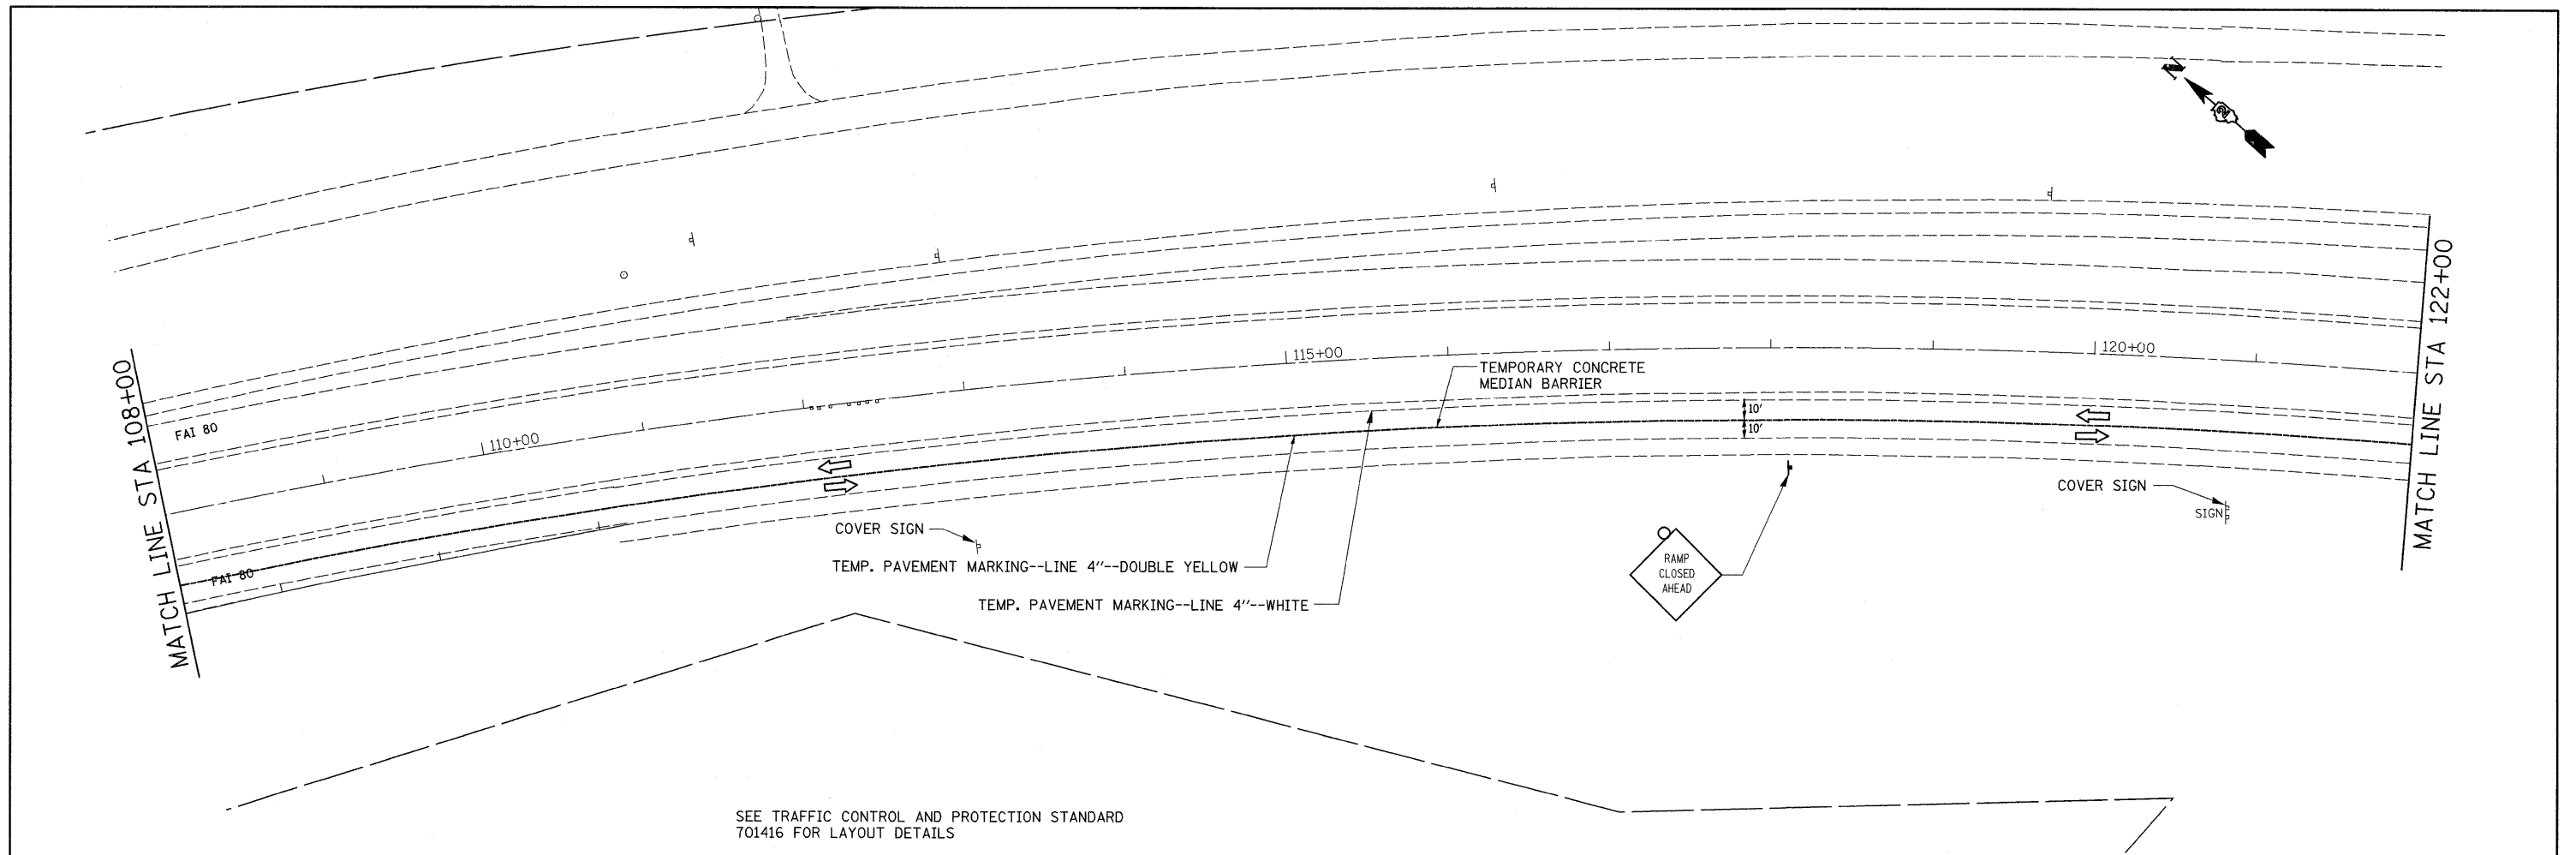 N
2
MATCH LINE STA 108+00
FAI 80
FAI 80
110+00
115+00
120+00
MATCH LINE STA 122+00
TEMPORARY CONCRETE
MEDIAN BARRIER
10'
10'
COVER SIGN
COVER SIGN
SIGN
TEMP. PAVEMENT MARKING--LINE 4''--DOUBLE YELLOW
TEMP. PAVEMENT MARKING--LINE 4''--WHITE
RAMP
CLOSED
AHEAD
SEE TRAFFIC CONTROL AND PROTECTION STANDARD
701416 FOR LAYOUT DETAILS